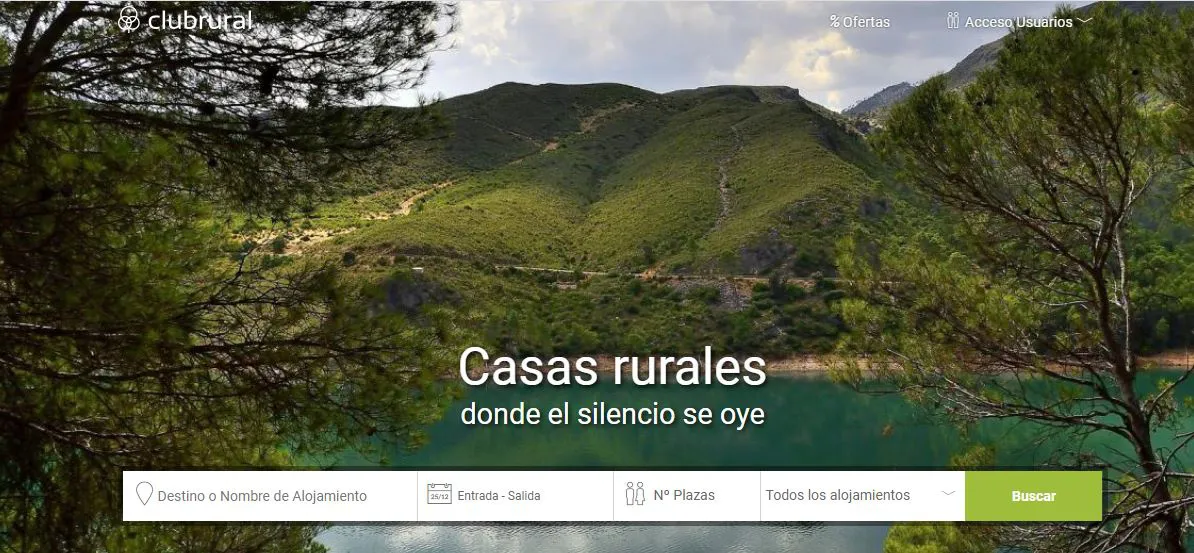 clubrural
% Ofertas
Acceso Usuarios
Casas rurales
donde el silencio se oye
Destino o Nombre de Alojamiento
25/12
Entrada - Salida
Nº Plazas
Todos los alojamientos
Buscar